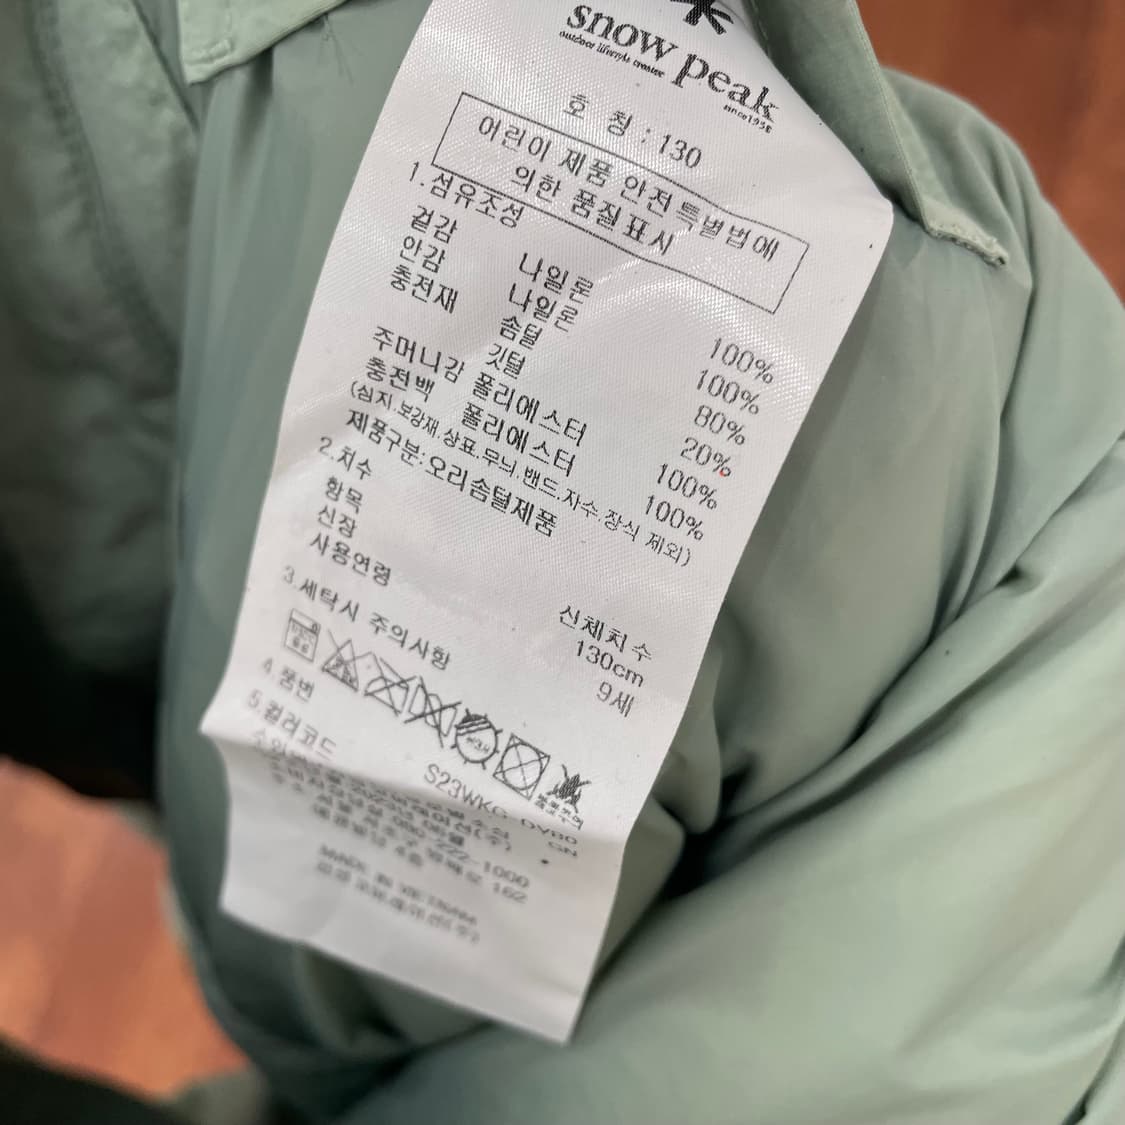 snow peak
outdoor lifestyle creator
since1958
호 칭 : 130
어린이 제품 안전 특별법에
의한 품질표시
1.섬유조성
겉감 나일론 100%
안감 나일론 100%
충전재 솜털 80%
깃털 20%
주머니감 폴리에스터 100%
충전백 폴리에스터 100%
(심지.보강재.상표.무늬.밴드.자수.장식 제외)
제품구분:오리솜털제품
2.치수
항목 신체치수
신장 130cm
사용연령 9세
3.세탁시 주의사항
4.품번 S23WKC
5.컬러코드 GN